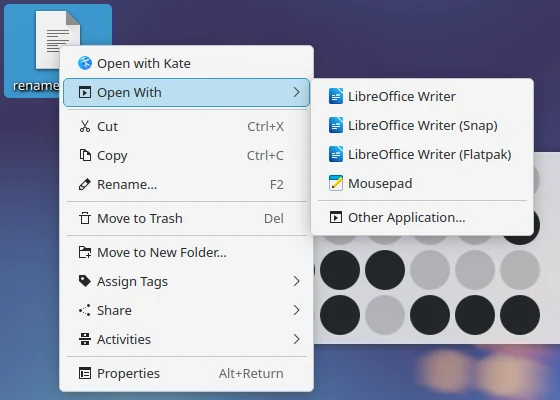 rename
Open with Kate
Open With
Cut Ctrl+X
Copy Ctrl+C
Rename... F2
Move to Trash Del
Move to New Folder...
Assign Tags
Share
Activities
Properties Alt+Return
LibreOffice Writer
LibreOffice Writer (Snap)
LibreOffice Writer (Flatpak)
Mousepad
Other Application...